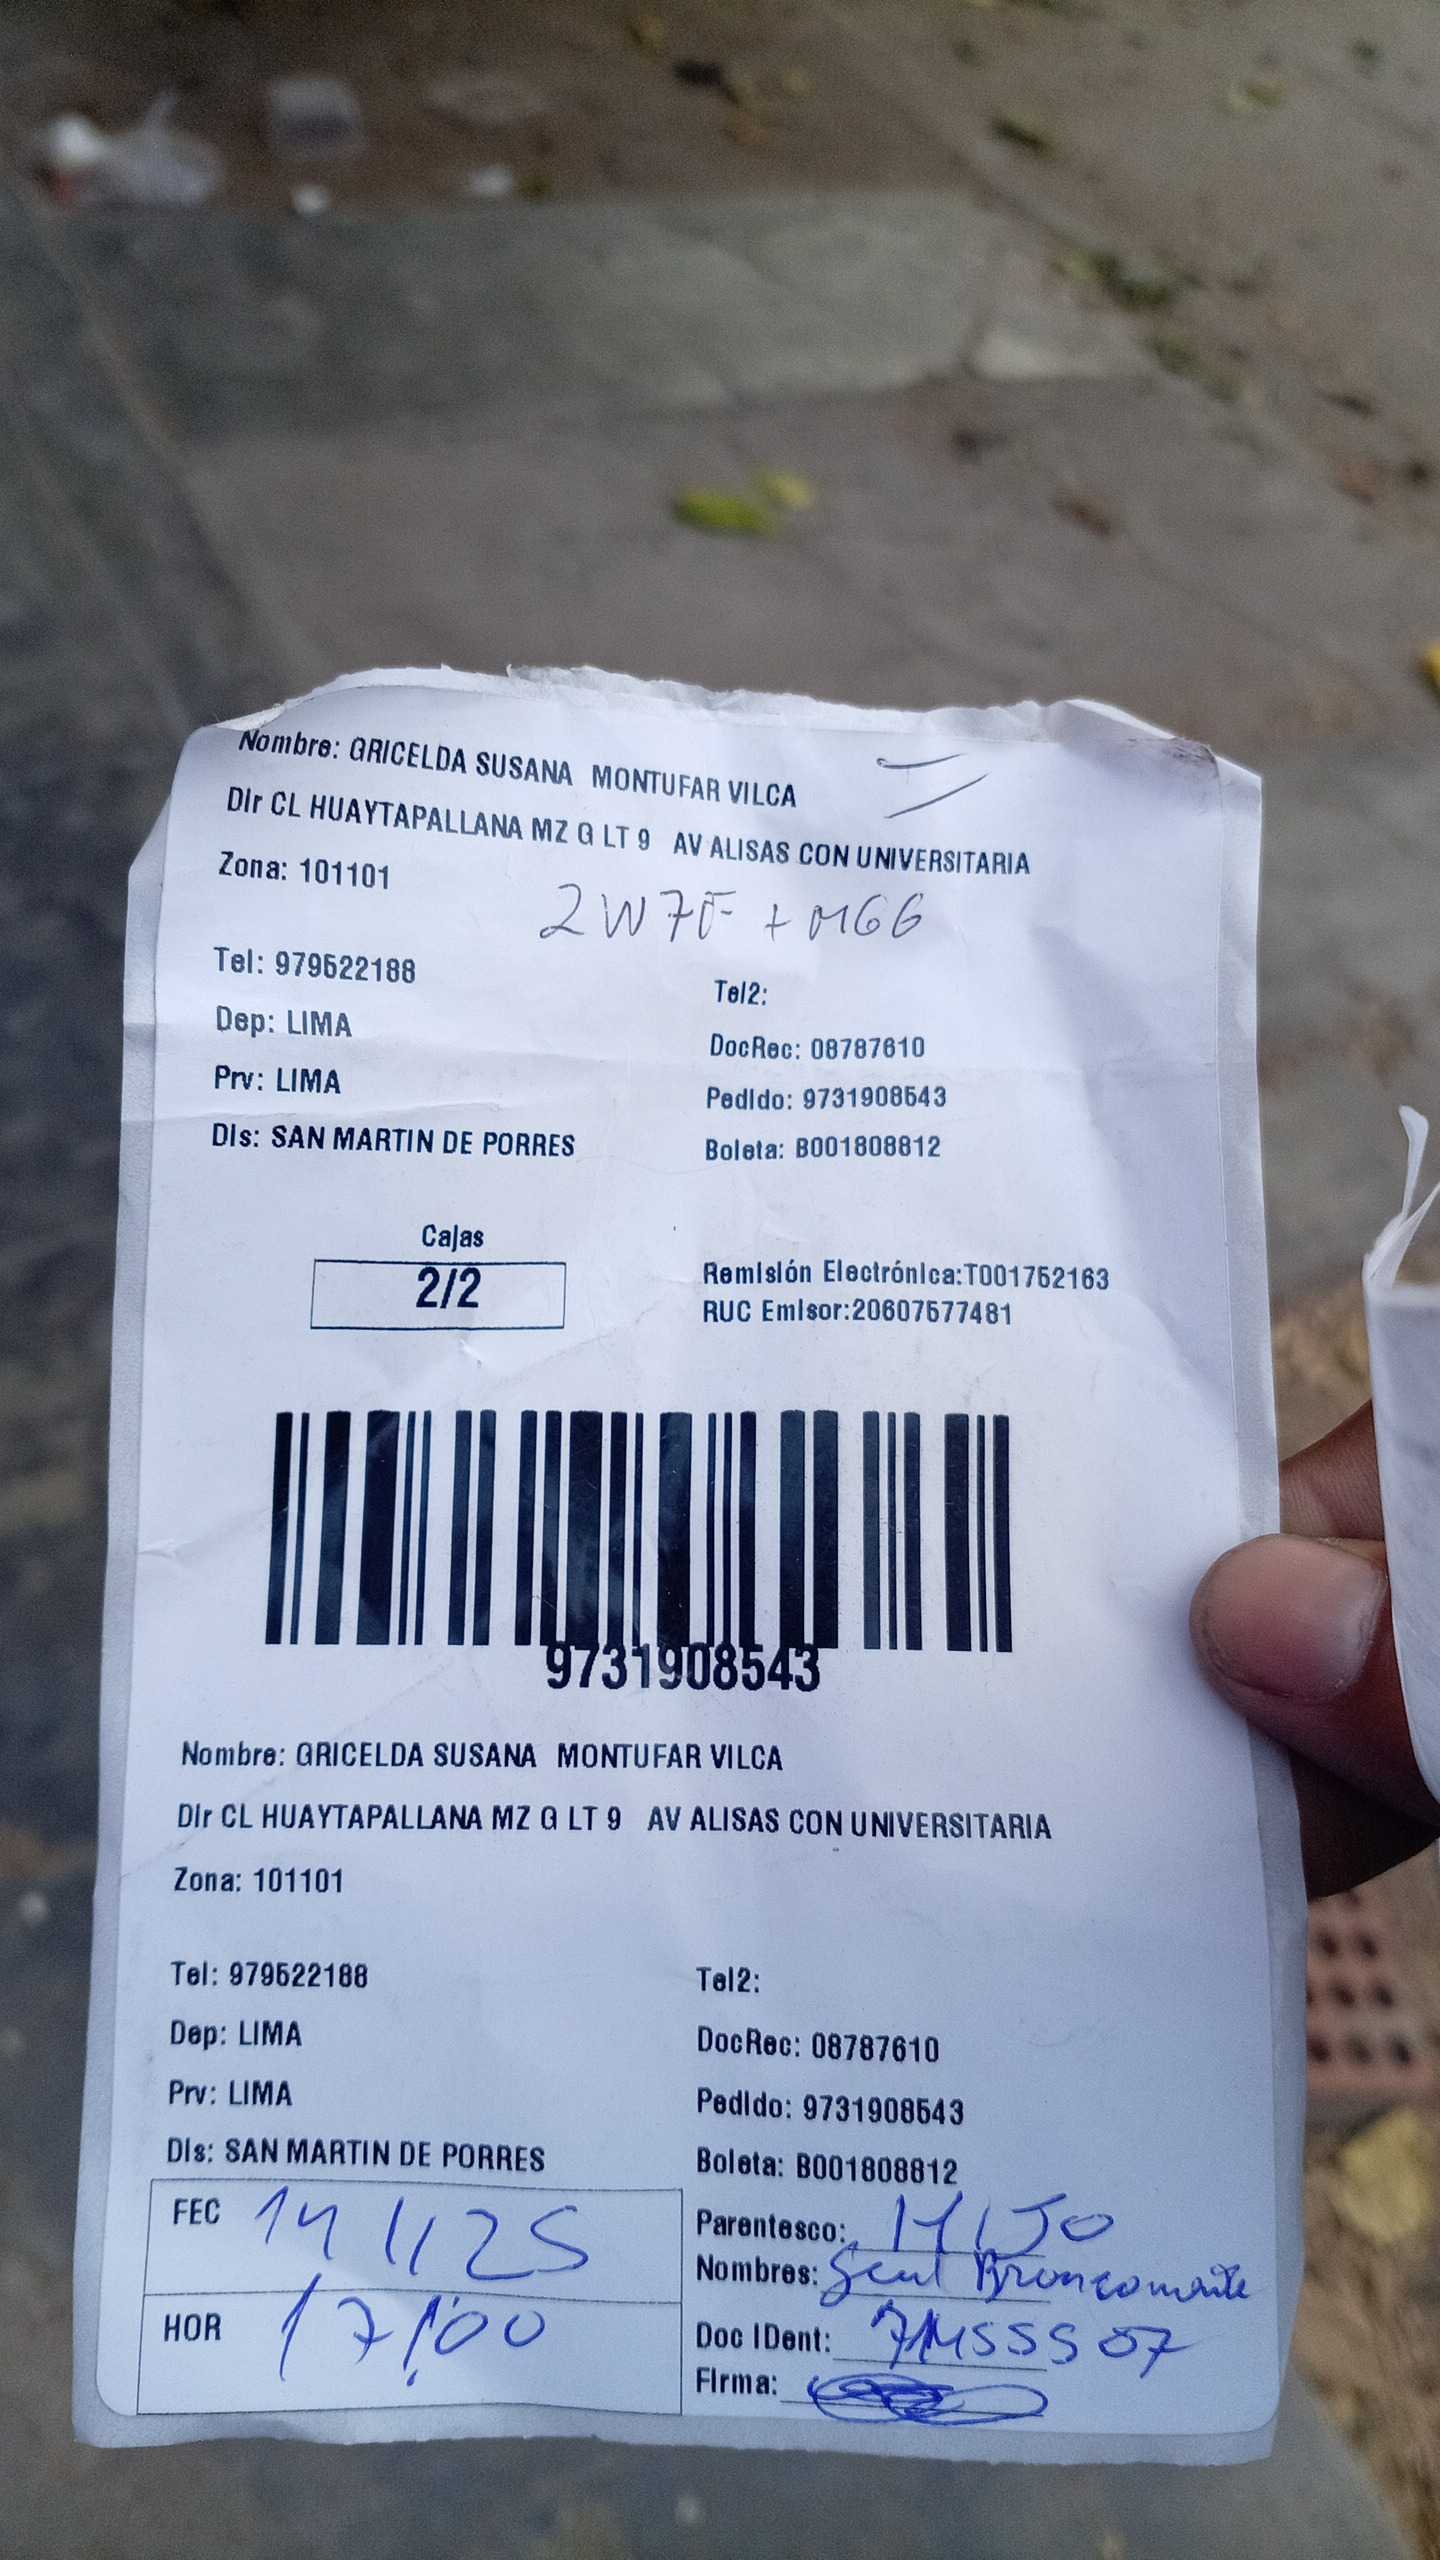 Nombre: GRICELDA SUSANA MONTUFAR VILCA
Dir CL HUAYTAPALLANA MZ G LT 9 AV ALISAS CON UNIVERSITARIA
Zona: 101101
2W7F+M6G
Tel: 979522188
Tel2:
Dep: LIMA
DocRec: 08787610
Prv: LIMA
Pedido: 9731908543
Dis: SAN MARTIN DE PORRES
Boleta: B001808812
Cajas
2/2
Remisión Electrónica:T001752163
RUC Emisor:20607577481
9731908543
Nombre: GRICELDA SUSANA MONTUFAR VILCA
Dir CL HUAYTAPALLANA MZ G LT 9 AV ALISAS CON UNIVERSITARIA
Zona: 101101
Tel: 979522188
Tel2:
Dep: LIMA
DocRec: 08787610
Prv: LIMA
Pedido: 9731908543
Dis: SAN MARTIN DE PORRES
Boleta: B001808812
FEC
Parentesco: HIJO
Nombres:
HOR 17:00
Doc IDent:
Firma: